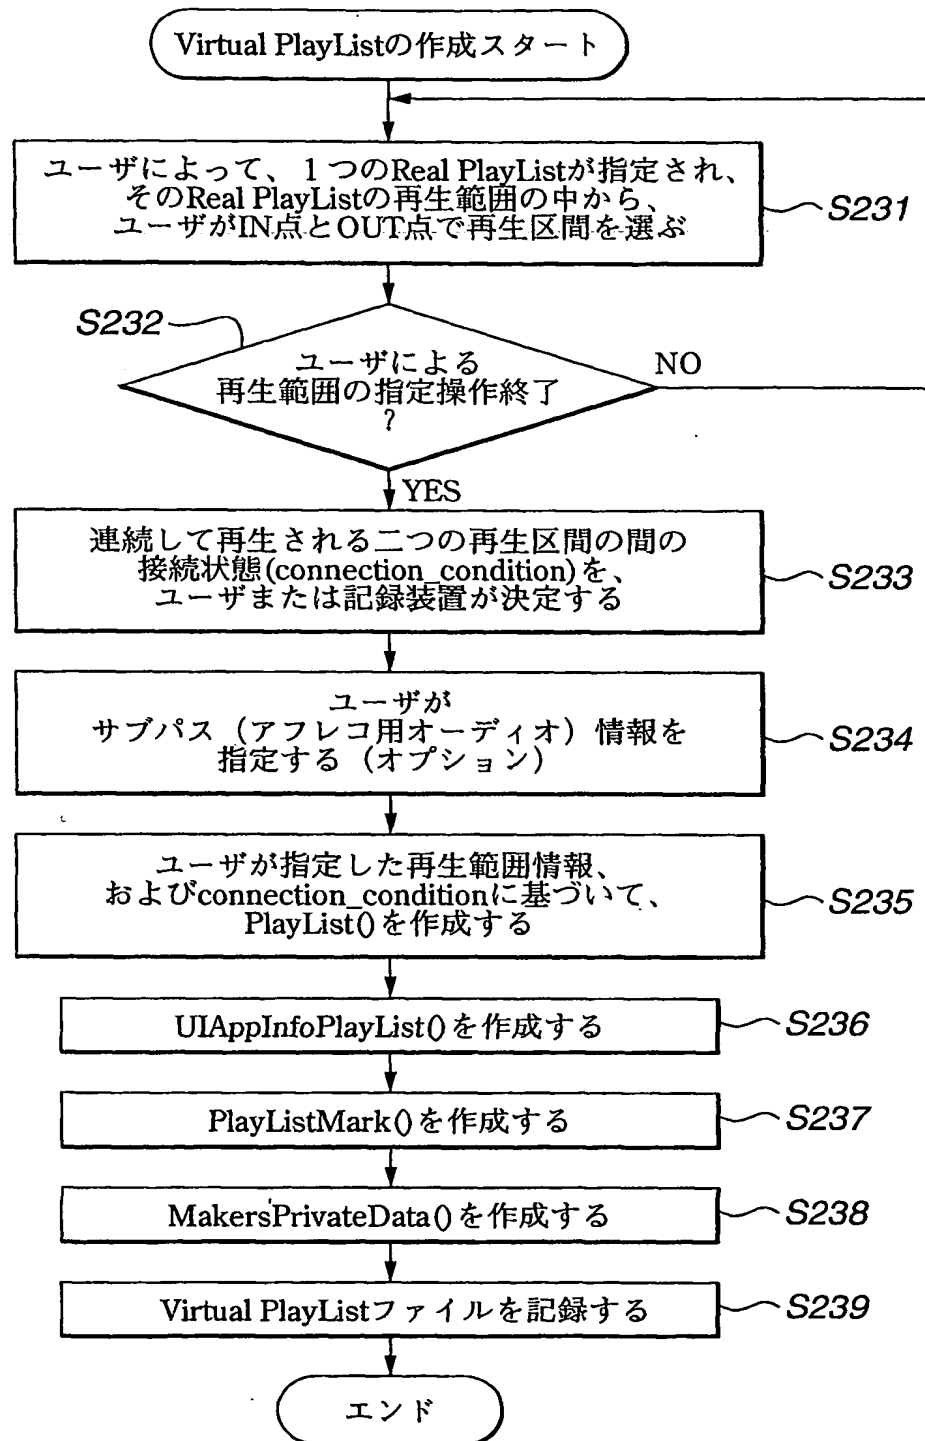 Virtual PlayListの作成スタート
ユーザによって、1つのReal PlayListが指定され、
そのReal PlayListの再生範囲の中から、
ユーザがIN点とOUT点で再生区間を選ぶ
S231
S232
ユーザによる
再生範囲の指定操作終了
?
NO
YES
連続して再生される二つの再生区間の間の
接続状態(connection_condition)を、
ユーザまたは記録装置が決定する
S233
ユーザが
サブパス（アフレコ用オーディオ）情報を
指定する（オプション）
S234
ユーザが指定した再生範囲情報、
およびconnection_conditionに基づいて、
PlayList()を作成する
S235
UIAppInfoPlayList()を作成する
S236
PlayListMark()を作成する
S237
MakersPrivateData()を作成する
S238
Virtual PlayListファイルを記録する
S239
エンド